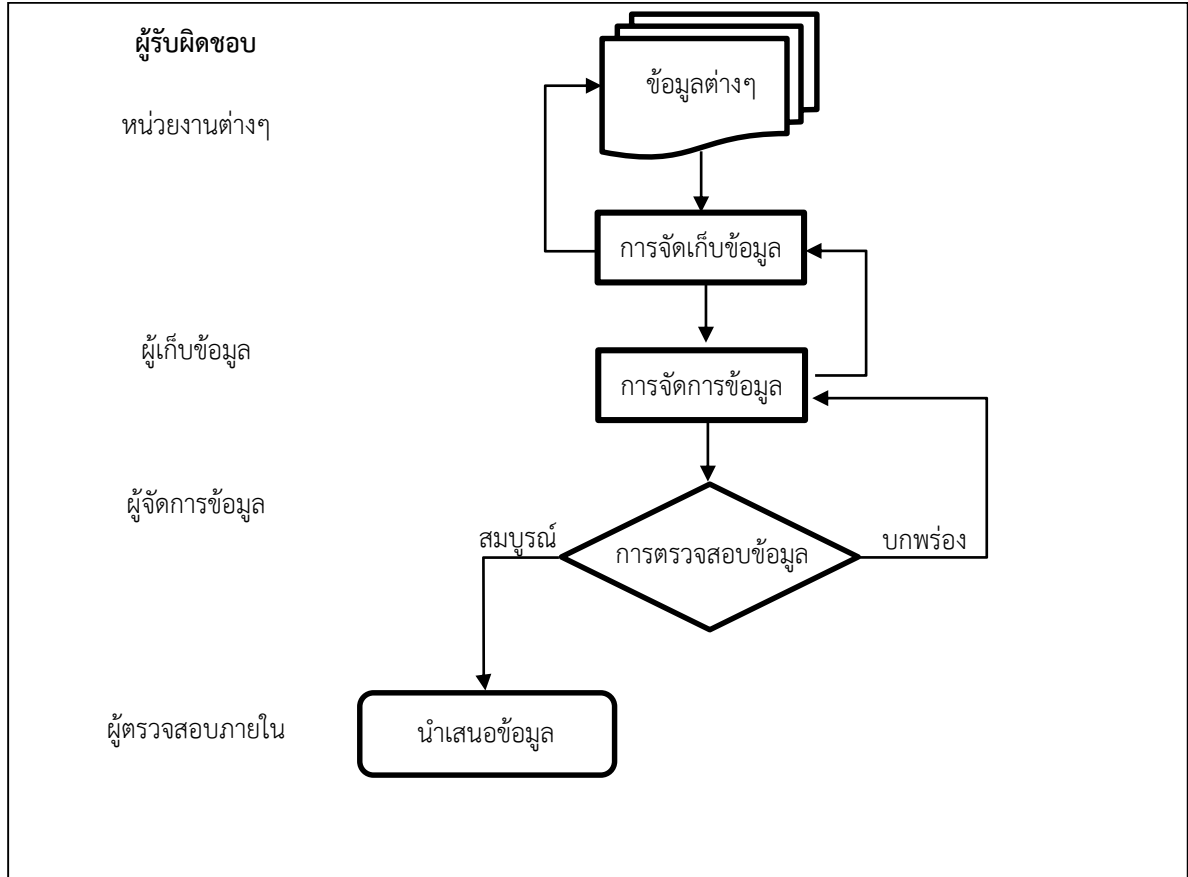 ผู้รับผิดชอบ
ข้อมูลต่างๆ
หน่วยงานต่างๆ
การจัดเก็บข้อมูล
ผู้เก็บข้อมูล
การจัดการข้อมูล
ผู้จัดการข้อมูล
สมบูรณ์
การตรวจสอบข้อมูล
บกพร่อง
ผู้ตรวจสอบภายใน
นำเสนอข้อมูล